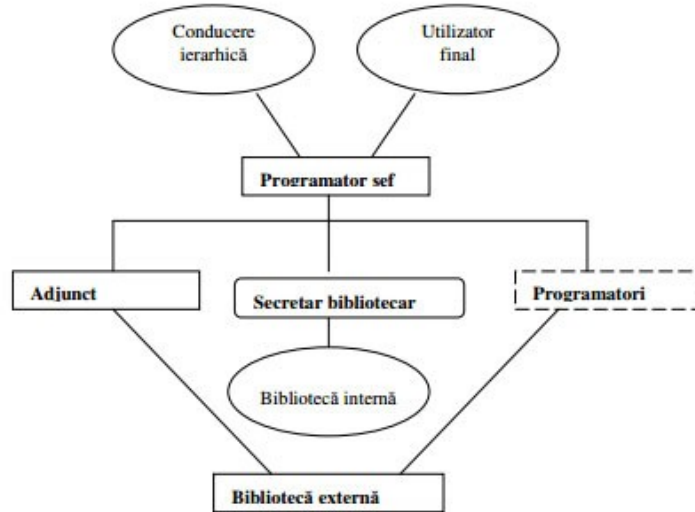 Conducere
ierarhică
Utilizator
final
Programator sef
Adjunct
Secretar bibliotecar
Programatori
Bibliotecă internă
Bibliotecă externă